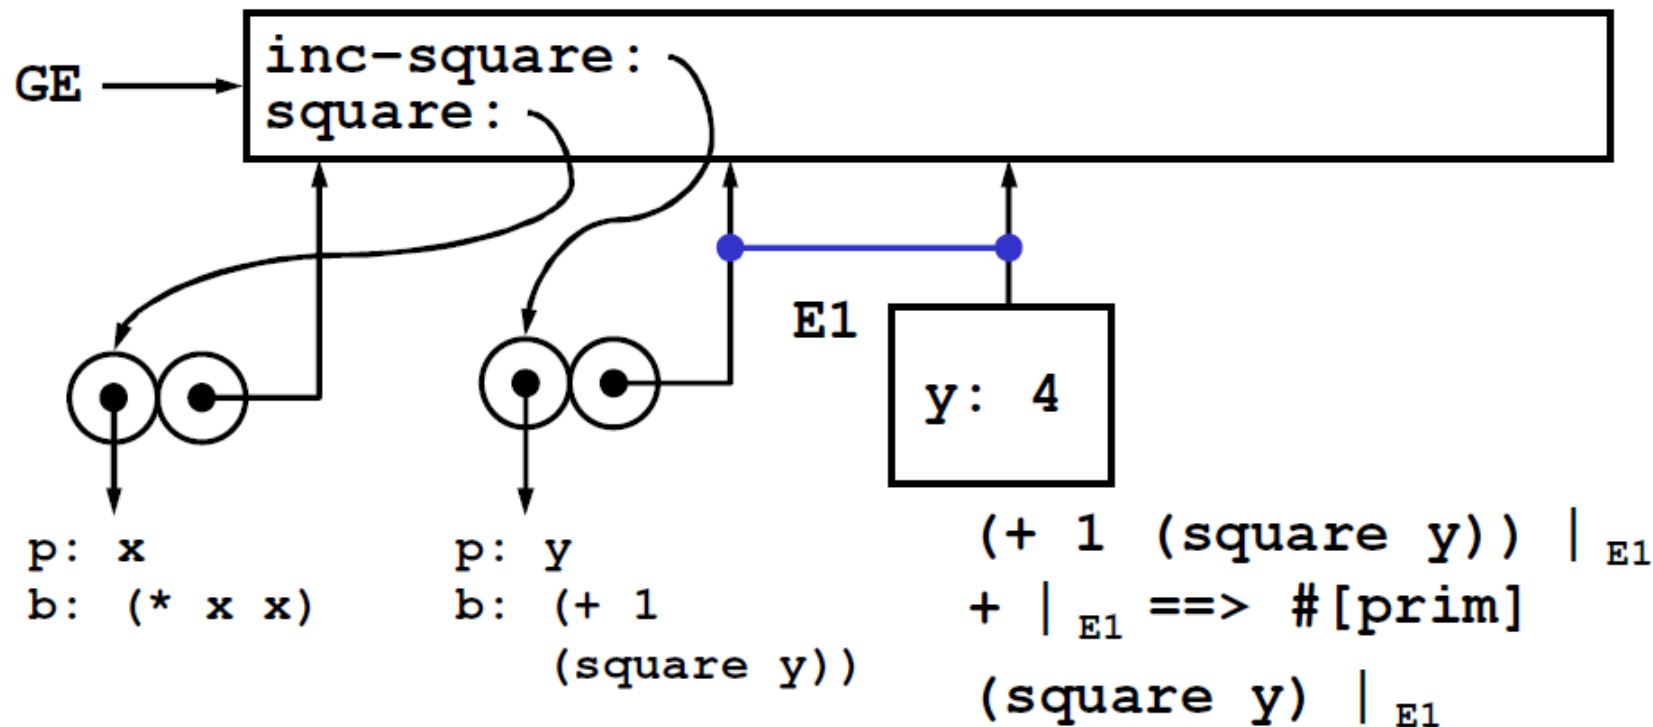 GE
inc-square:
square:
E1
y: 4
p: x
b: (* x x)
p: y
b: (+ 1
(square y))
(+ 1 (square y)) | E1
+ | E1 ==> #[prim]
(square y) | E1